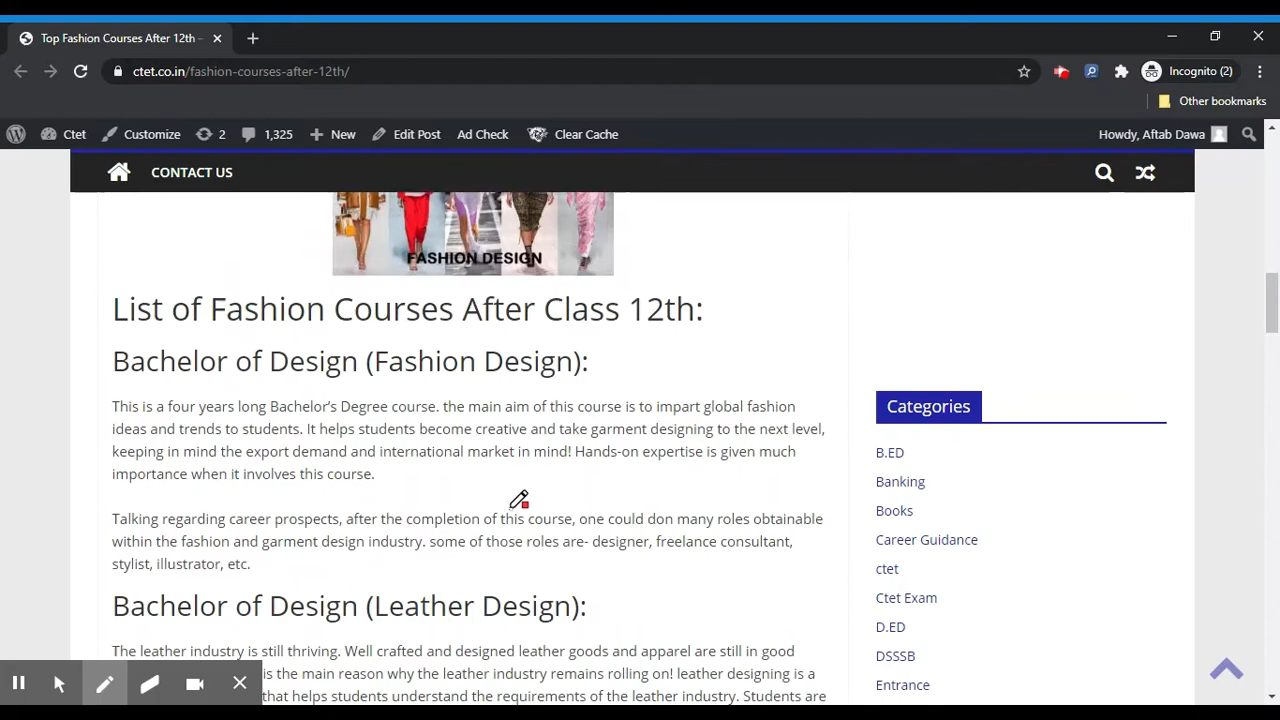 Top Fashion Courses After 12th –
ctet.co.in/fashion-courses-after-12th/
Incognito (2)
Other bookmarks
Ctet Customize 2 1,325 New Edit Post Ad Check Clear Cache Howdy, Aftab Dawa
CONTACT US
FASHION DESIGN
List of Fashion Courses After Class 12th:
Bachelor of Design (Fashion Design):
This is a four years long Bachelor’s Degree course. the main aim of this course is to impart global fashion
ideas and trends to students. It helps students become creative and take garment designing to the next level,
keeping in mind the export demand and international market in mind! Hands-on expertise is given much
importance when it involves this course.
Talking regarding career prospects, after the completion of this course, one could don many roles obtainable
within the fashion and garment design industry. some of those roles are- designer, freelance consultant,
stylist, illustrator, etc.
Bachelor of Design (Leather Design):
The leather industry is still thriving. Well crafted and designed leather goods and apparel are still in good
is the main reason why the leather industry remains rolling on! leather designing is a
that helps students understand the requirements of the leather industry. Students are
Categories
B.ED
Banking
Books
Career Guidance
ctet
Ctet Exam
D.ED
DSSSB
Entrance